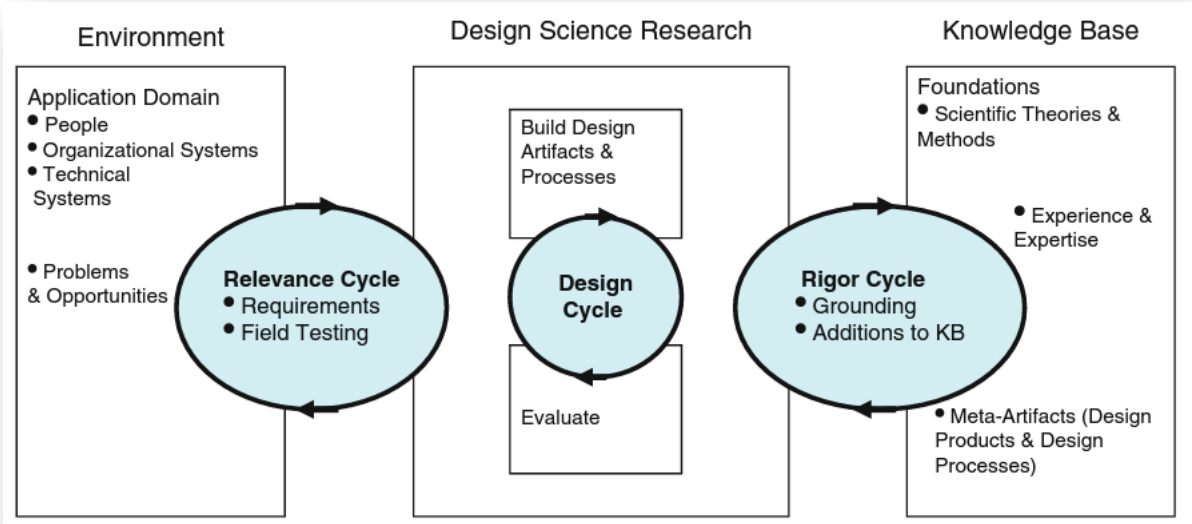 Environment
Application Domain
• People
• Organizational Systems
• Technical
Systems
• Problems
& Opportunities
Relevance Cycle
• Requirements
• Field Testing
Design Science Research
Build Design
Artifacts &
Processes
Design
Cycle
Evaluate
Knowledge Base
Foundations
• Scientific Theories &
Methods
• Experience &
Expertise
Rigor Cycle
• Grounding
• Additions to KB
• Meta-Artifacts (Design
Products & Design
Processes)